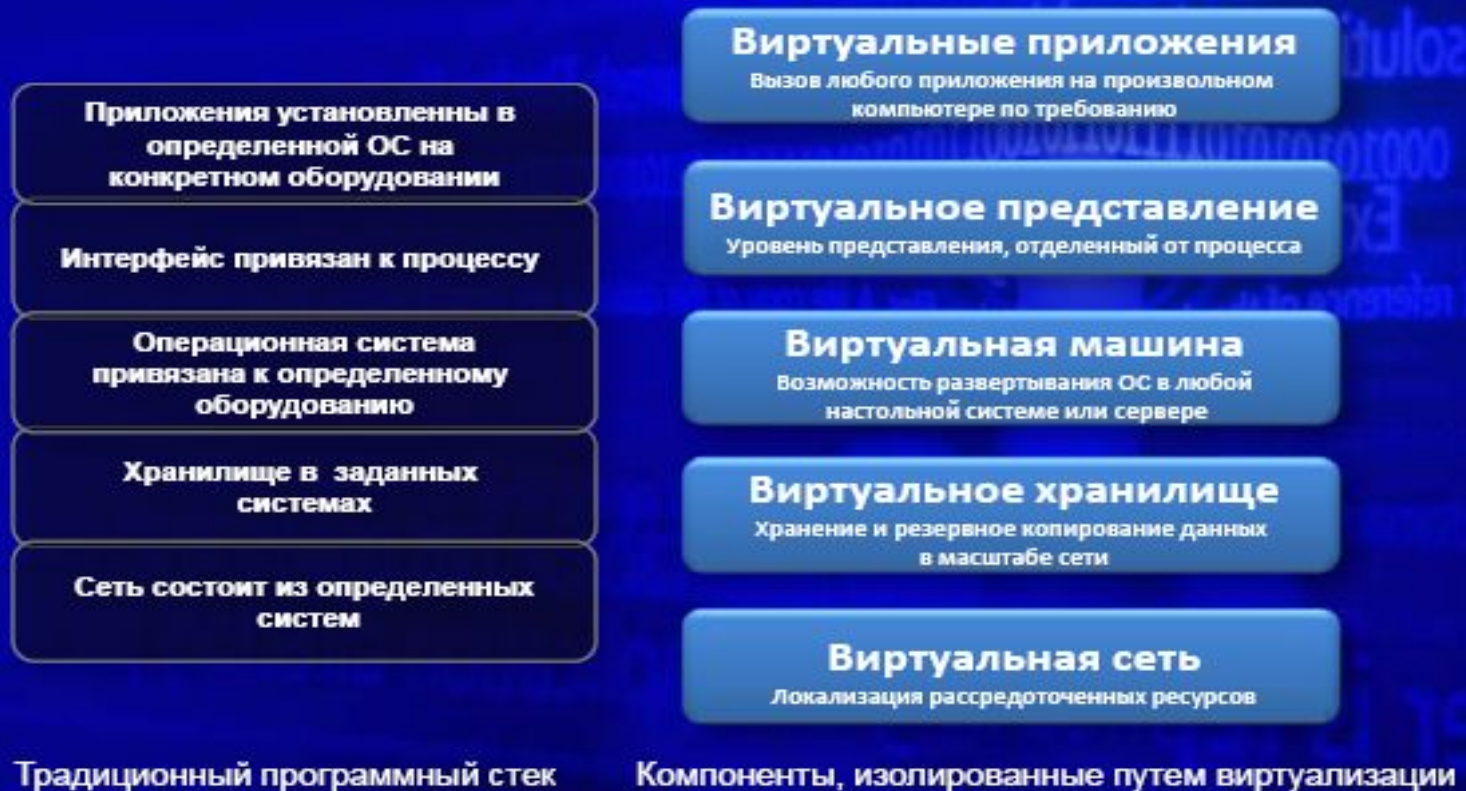 Приложения установленны в
определенной ОС на
конкретном оборудовании
Интерфейс привязан к процессу
Операционная система
привязана к определенному
оборудованию
Хранилище в заданных
системах
Сеть состоит из определенных
систем
Традиционный программный стек
Виртуальные приложения
Вызов любого приложения на произвольном
компьютере по требованию
Виртуальное представление
Уровень представления, отделенный от процесса
Виртуальная машина
Возможность развертывания ОС в любой
настольной системе или сервере
Виртуальное хранилище
Хранение и резервное копирование данных
в масштабе сети
Виртуальная сеть
Локализация рассредоточенных ресурсов
Компоненты, изолированные путем виртуализации